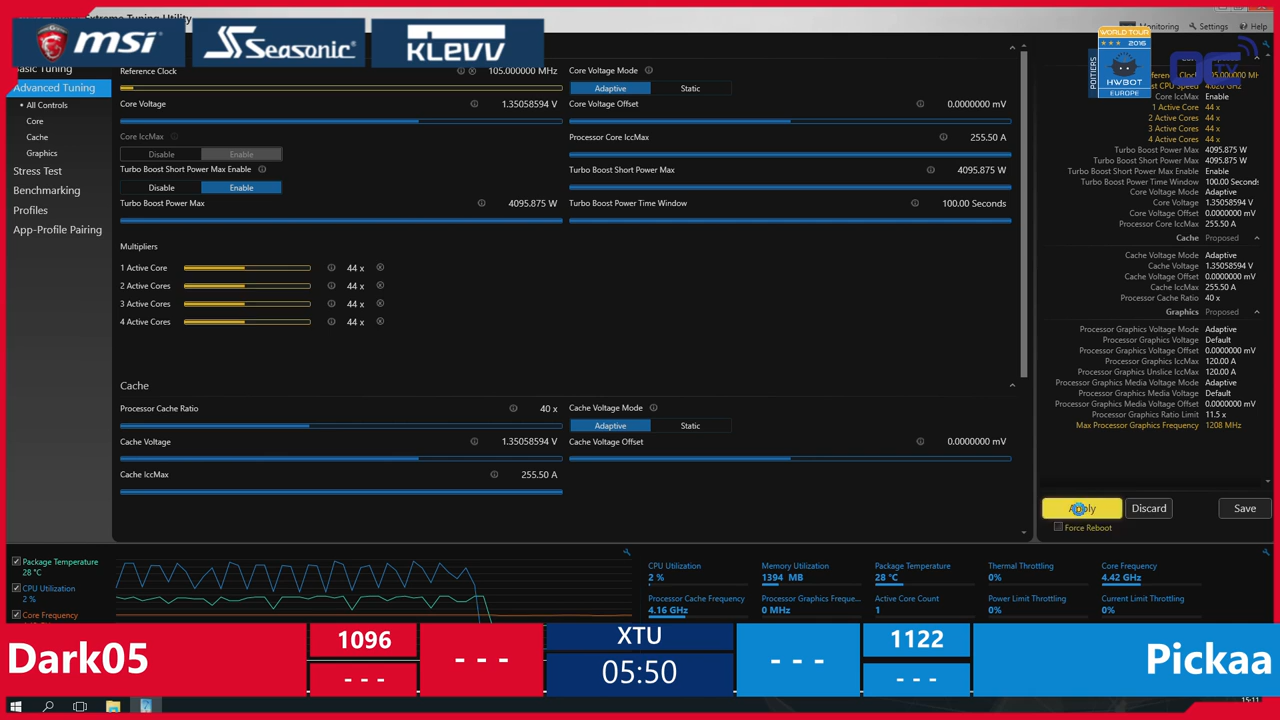 Extreme Tuning Utility
Monitoring
Settings
Help
msi
Seasonic
KLEVV
WORLD TOUR
2016
POITIERS
HWBOT
EUROPE
OCTV
Basic Tuning
Advanced Tuning
• All Controls
Core
Cache
Graphics
Stress Test
Benchmarking
Profiles
App-Profile Pairing
Reference Clock 105.000000 MHz
Core Voltage 1.35058594 V
Core IccMax
Disable Enable
Turbo Boost Short Power Max Enable
Disable Enable
Turbo Boost Power Max 4095.875 W
Core Voltage Mode
Adaptive Static
Core Voltage Offset 0.0000000 mV
Processor Core IccMax 255.50 A
Turbo Boost Short Power Max 4095.875 W
Turbo Boost Power Time Window 100.00 Seconds
Multipliers
1 Active Core 44 x
2 Active Cores 44 x
3 Active Cores 44 x
4 Active Cores 44 x
Cache
Processor Cache Ratio 40 x
Cache Voltage 1.35058594 V
Cache IccMax 255.50 A
Cache Voltage Mode
Adaptive Static
Cache Voltage Offset 0.0000000 mV
Core IccMax Enable
1 Active Core 44 x
2 Active Cores 44 x
3 Active Cores 44 x
4 Active Cores 44 x
Turbo Boost Power Max 4095.875 W
Turbo Boost Short Power Max 4095.875 W
Turbo Boost Short Power Max Enable Enable
Turbo Boost Power Time Window 100.00 Seconds
Core Voltage Mode Adaptive
Core Voltage 1.35058594 V
Core Voltage Offset 0.0000000 mV
Processor Core IccMax 255.50 A
Cache Proposed
Cache Voltage Mode Adaptive
Cache Voltage 1.35058594 V
Cache Voltage Offset 0.0000000 mV
Cache IccMax 255.50 A
Processor Cache Ratio 40 x
Graphics Proposed
Processor Graphics Voltage Mode Adaptive
Processor Graphics Voltage Default
Processor Graphics Voltage Offset 0.0000000 mV
Processor Graphics IccMax 120.00 A
Processor Graphics Unslice IccMax 120.00 A
Processor Graphics Media Voltage Mode Adaptive
Processor Graphics Media Voltage Default
Processor Graphics Media Voltage Offset 0.0000000 mV
Processor Graphics Ratio Limit 11.5 x
Max Processor Graphics Frequency 1208 MHz
Apply Discard Save
Force Reboot
Package Temperature
28 °C
CPU Utilization
2 %
Core Frequency
CPU Utilization
2 %
Memory Utilization
1394 MB
Package Temperature
28 °C
Thermal Throttling
0%
Core Frequency
4.42 GHz
Processor Cache Frequency
4.16 GHz
Processor Graphics Freque...
0 MHz
Active Core Count
1
Power Limit Throttling
0%
Current Limit Throttling
0%
Dark05
1096
- - -
- - -
XTU
05:50
- - -
1122
- - -
Pickaa
15:11